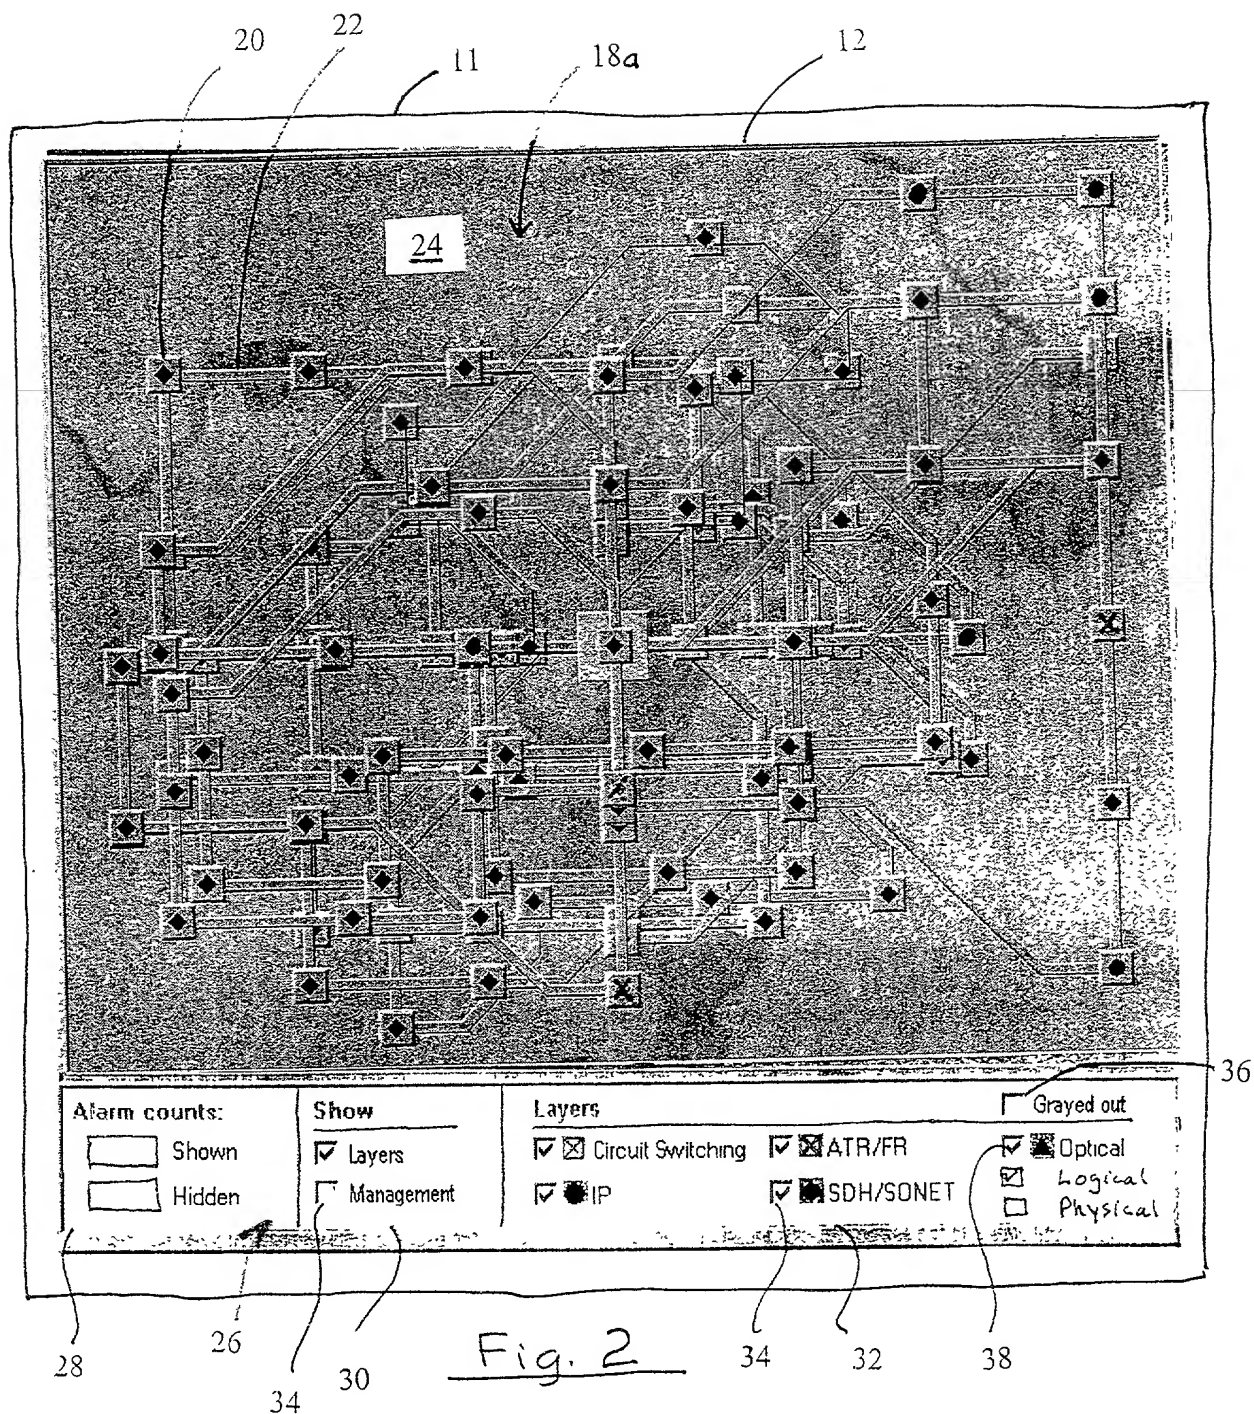 20
22
11
18a
12
24
36
Alarm counts:
Shown
Hidden
Show
Layers
Management
Layers
Grayed out
Circuit Switching
ATR/FR
Optical
IP
SDH/SONET
Logical
Physical
28
26
34
30
Fig. 2
34
32
38